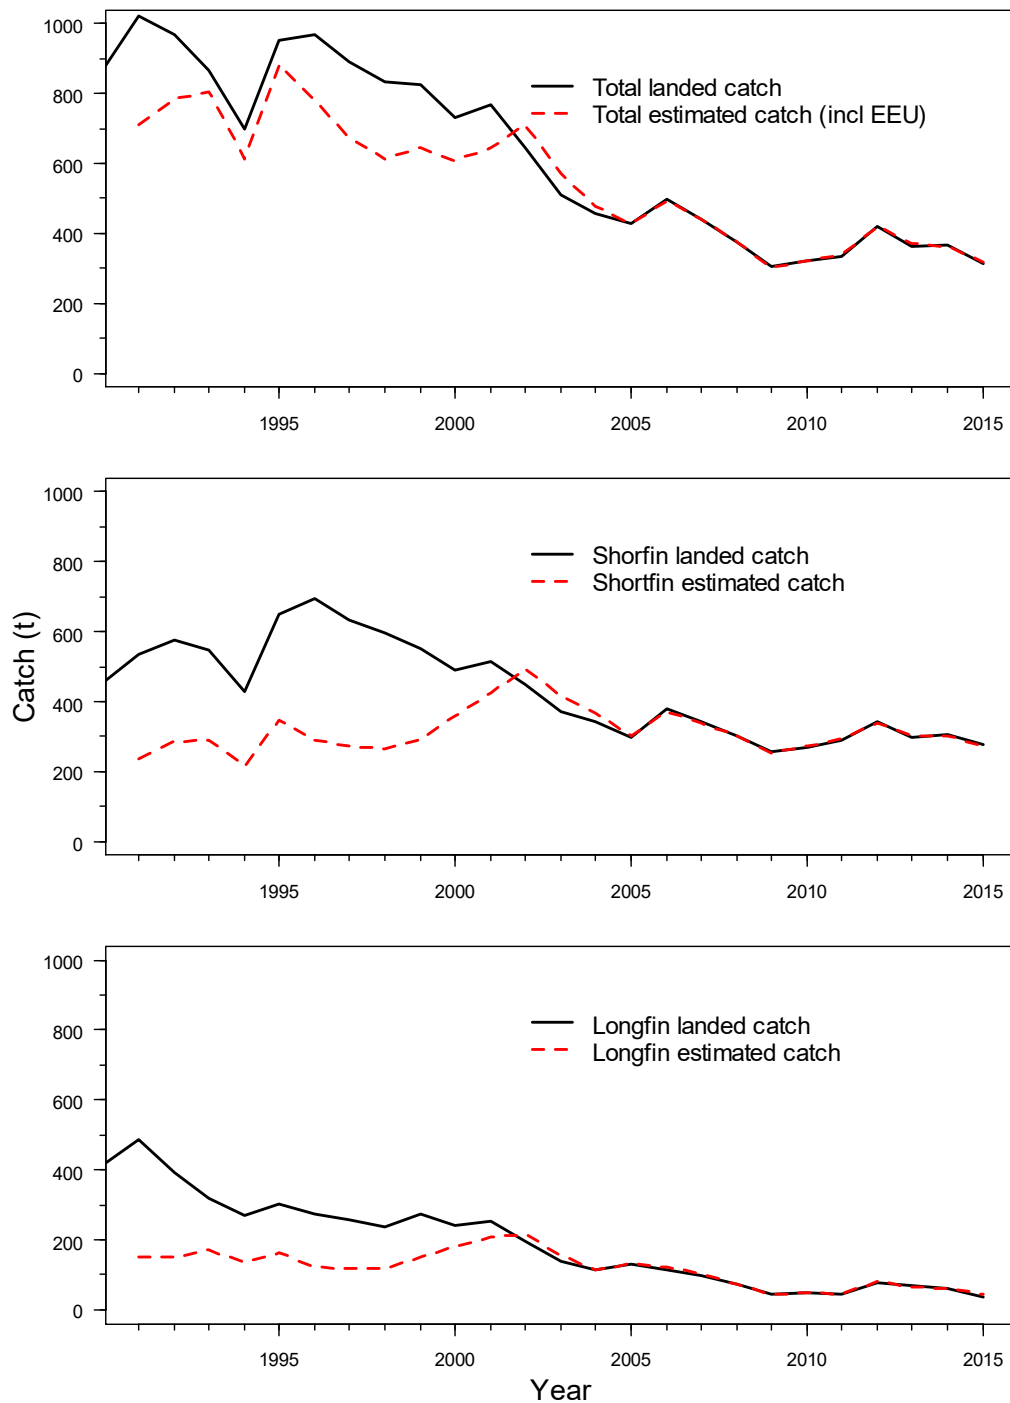 1000
800
600
400
200
0
Total landed catch
Total estimated catch (incl EEU)
1995 2000 2005 2010 2015
Catch (t)
1000
800
600
400
200
0
Shorfin landed catch
Shortfin estimated catch
1995 2000 2005 2010 2015
1000
800
600
400
200
0
Longfin landed catch
Longfin estimated catch
1995 2000 2005 2010 2015
Year